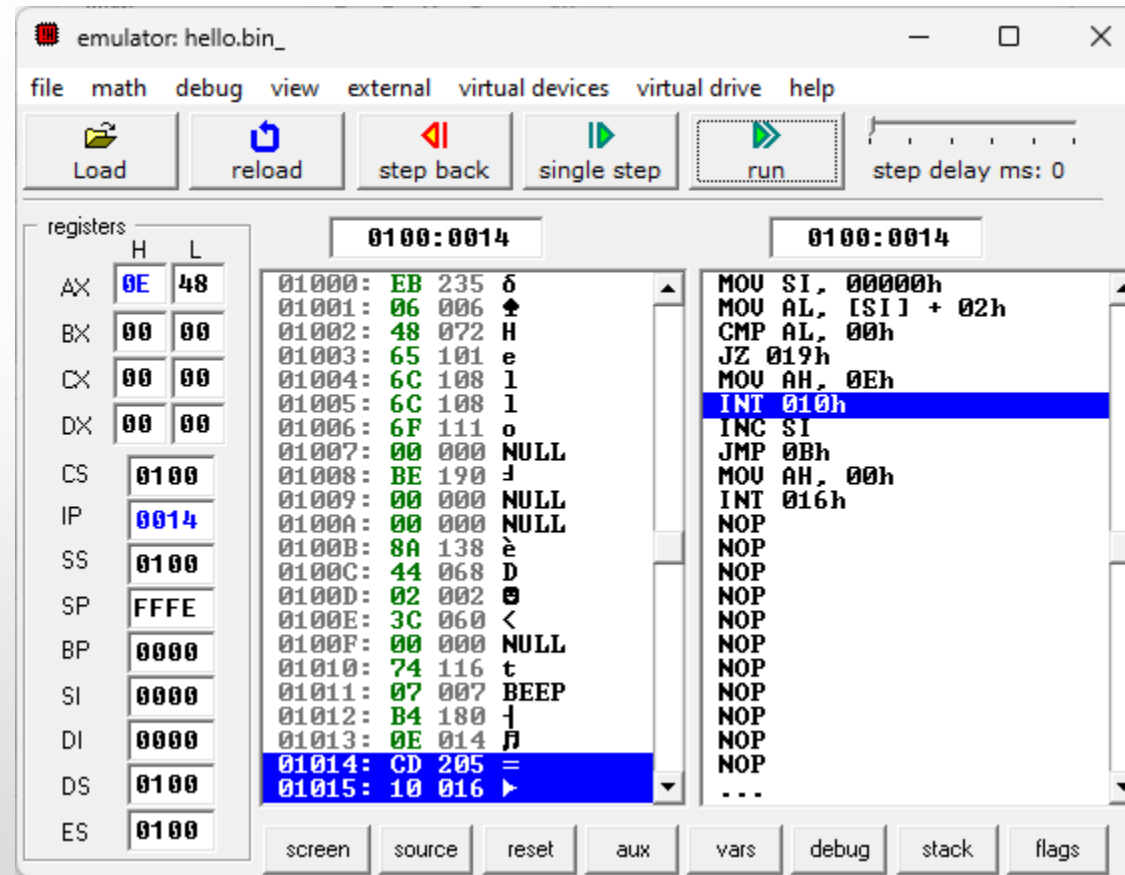 emulator: hello.bin_
file math debug view external virtual devices virtual drive help
Load reload step back single step run step delay ms: 0
registers
H L
AX 0E 48
BX 00 00
CX 00 00
DX 00 00
CS 0100
IP 0014
SS 0100
SP FFFE
BP 0000
SI 0000
DI 0000
DS 0100
ES 0100
0100:0014
01000: EB 235 δ
01001: 06 006 ♠
01002: 48 072 H
01003: 65 101 e
01004: 6C 108 l
01005: 6C 108 l
01006: 6F 111 o
01007: 00 000 NULL
01008: BE 190 ╛
01009: 00 000 NULL
0100A: 00 000 NULL
0100B: 8A 138 è
0100C: 44 068 D
0100D: 02 002 ☻
0100E: 3C 060 <
0100F: 00 000 NULL
01010: 74 116 t
01011: 07 007 BEEP
01012: B4 180 ┤
01013: 0E 014 ♫
01014: CD 205 =
01015: 10 016 ►
0100:0014
MOV SI, 00000h
MOV AL, [SI] + 02h
CMP AL, 00h
JZ 019h
MOV AH, 0Eh
INT 010h
INC SI
JMP 0Bh
MOV AH, 00h
INT 016h
NOP
NOP
NOP
NOP
NOP
NOP
NOP
NOP
NOP
NOP
NOP
...
screen source reset aux vars debug stack flags